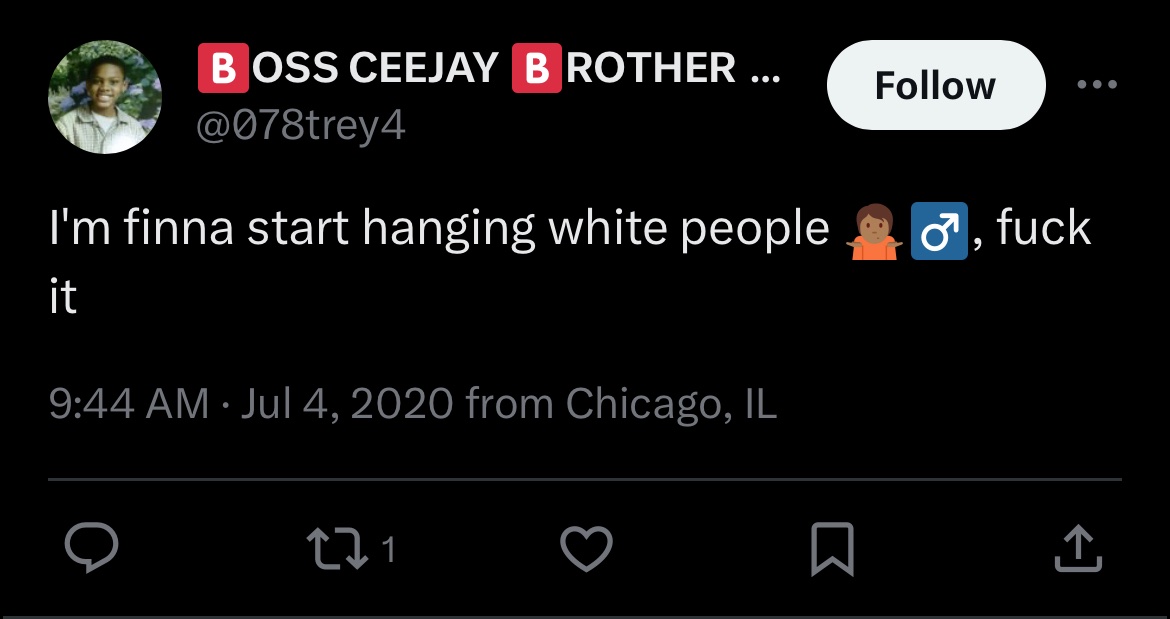 🅱️OSS CEEJAY 🅱️ROTHER ...
Follow
@078trey4
I'm finna start hanging white people 🤷🏾‍♂️, fuck
it
9:44 AM · Jul 4, 2020 from Chicago, IL
1